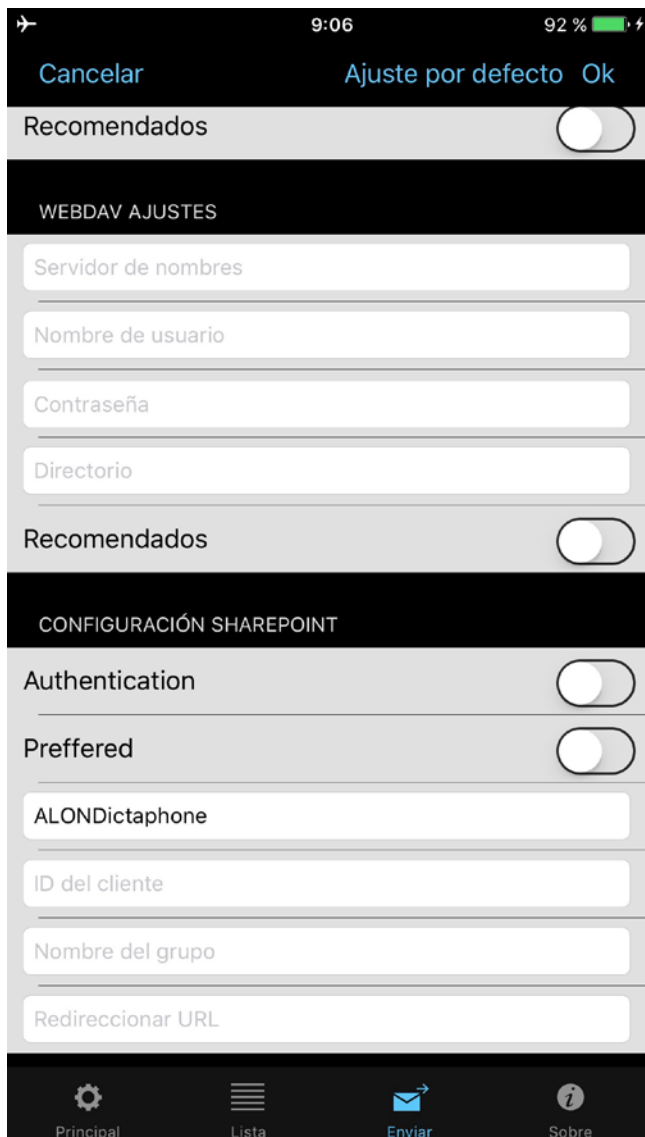 9:06
92 %
Cancelar
Ajuste por defecto
Ok
Recomendados
WEBDAV AJUSTES
Servidor de nombres
Nombre de usuario
Contraseña
Directorio
Recomendados
CONFIGURACIÓN SHAREPOINT
Authentication
Preffered
ALONDictaphone
ID del cliente
Nombre del grupo
Redireccionar URL
Principal
Lista
Enviar
Sobre